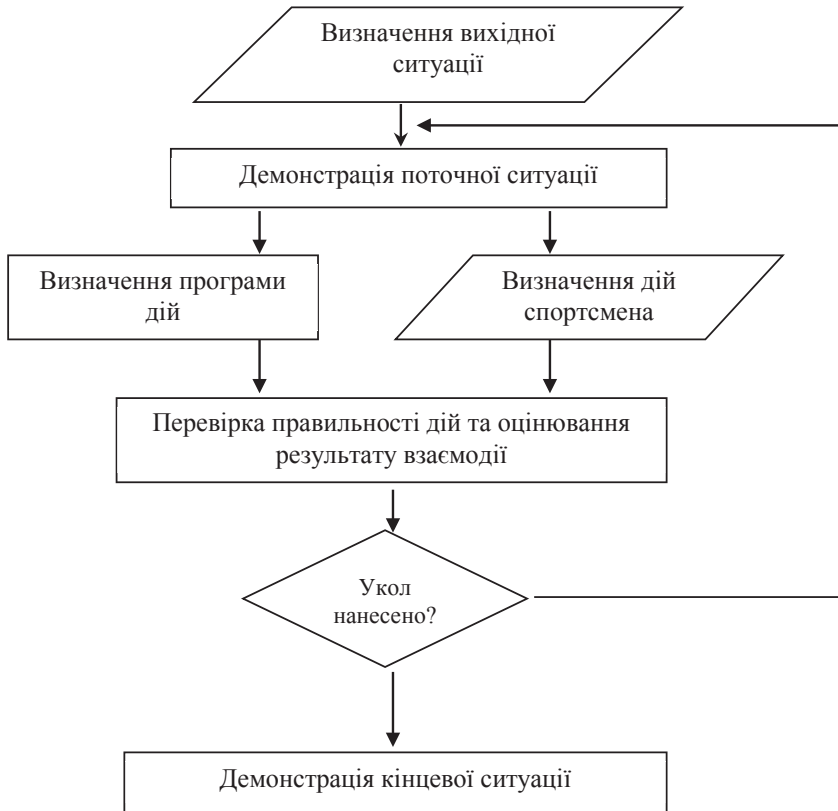 Визначення вихідної
ситуації
Демонстрація поточної ситуації
Визначення програми
дій
Визначення дій
спортсмена
Перевірка правильності дій та оцінювання
результату взаємодії
Укол
нанесено?
Демонстрація кінцевої ситуації